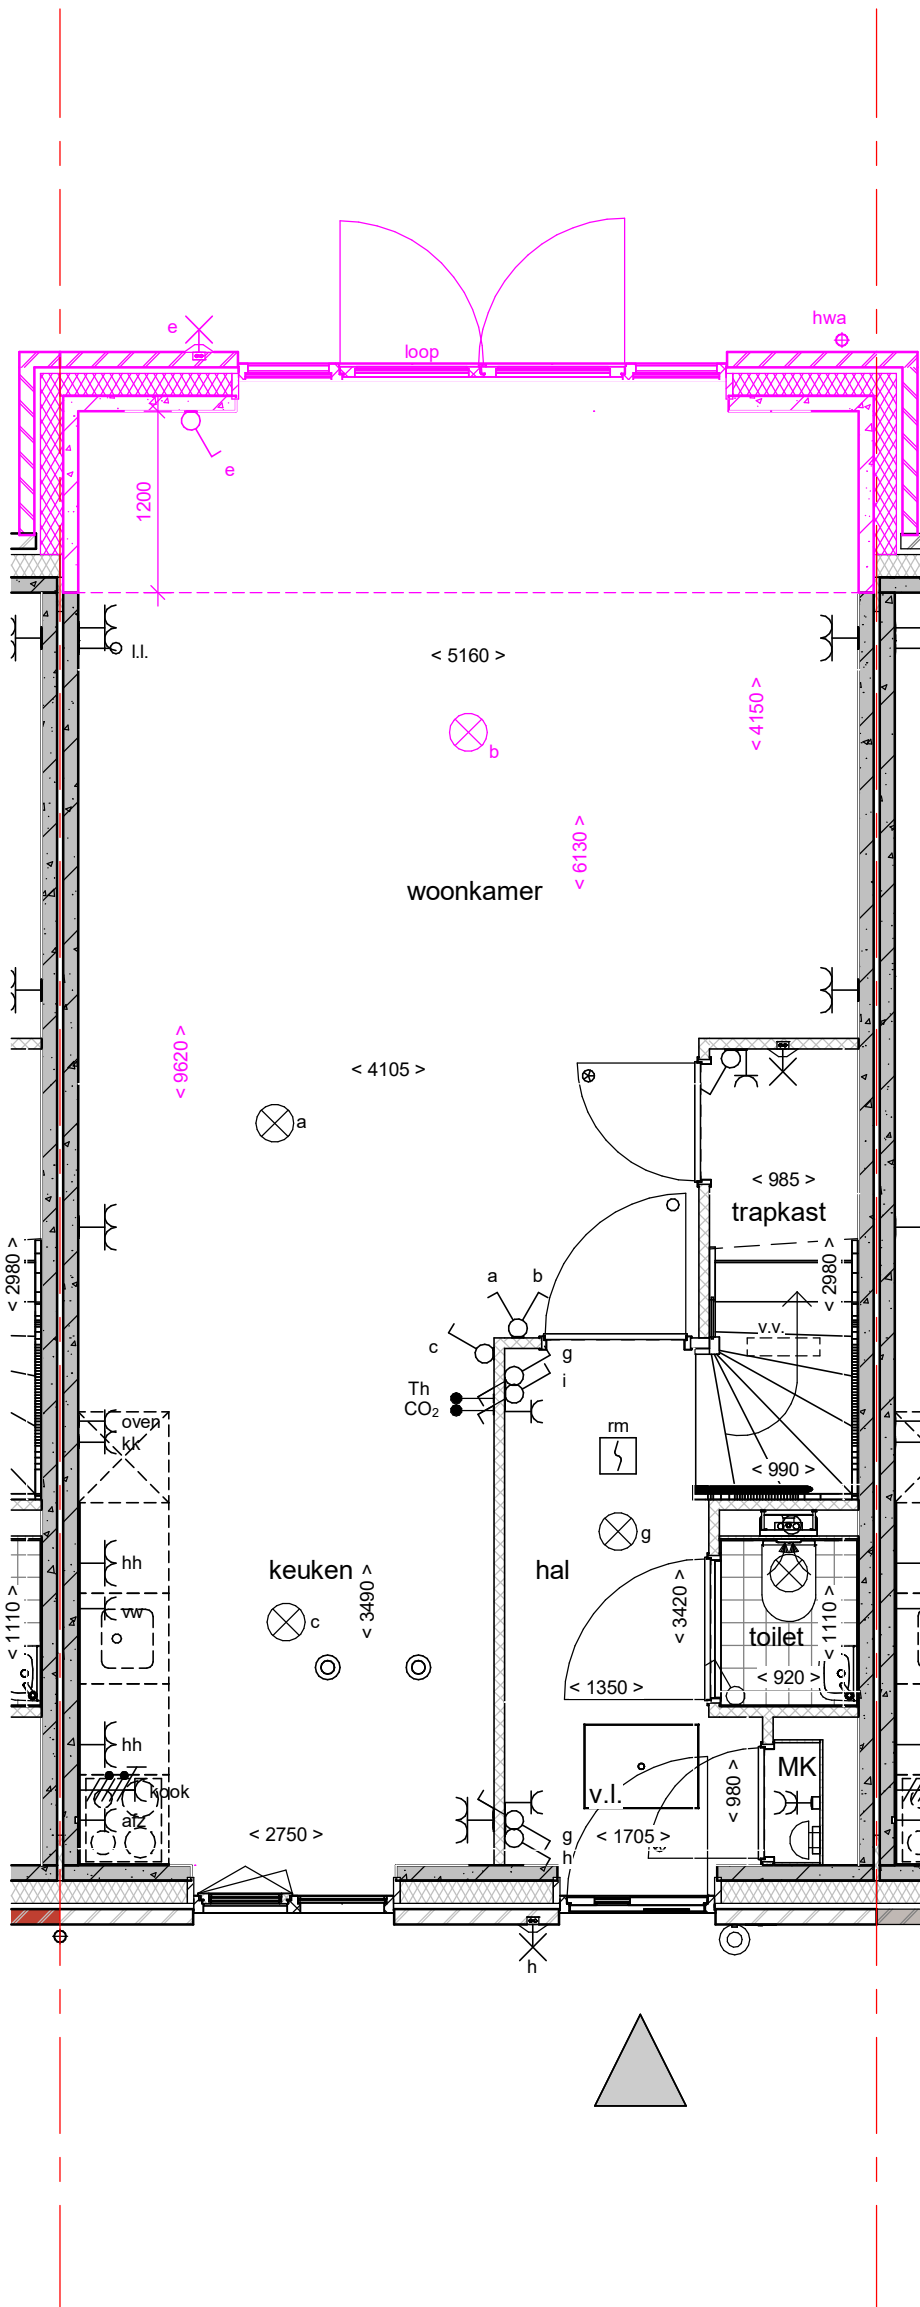 hwa
e
loop
e
1200
l.l.
< 5160 >
< 4150 >
b
< 6130 >
woonkamer
< 9620 >
< 4105 >
a
< 985 >
trapkast
< 2980 >
< 2980 >
a b
v.v.
c
g
i
Th
CO₂
oven
kk
rm
< 990 >
g
hh
keuken
hal
< 3490 >
< 3420 >
< 1110 >
< 1110 >
vw
c
toilet
< 920 >
< 1350 >
hh
MK
kook
v.l.
< 980 >
afz
< 2750 >
g
h
< 1705 >
h